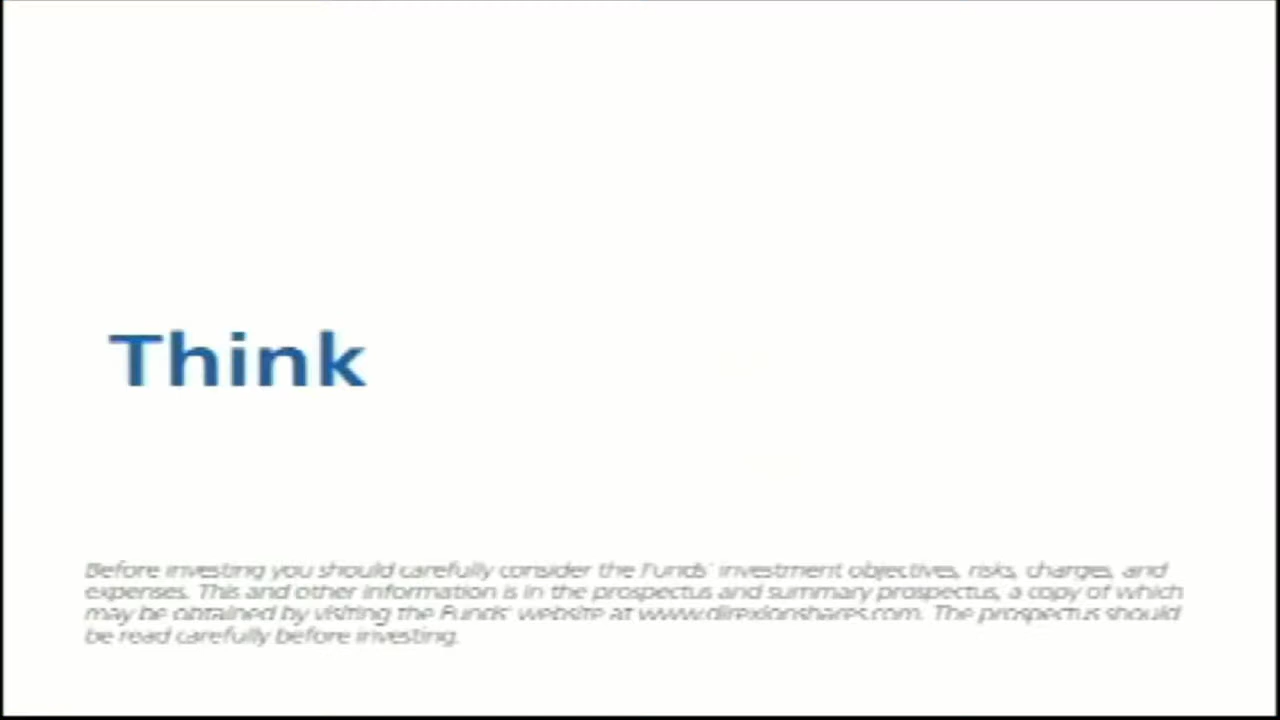 Think
Before investing you should carefully consider the Funds' investment objectives, risks, charges, and
expenses. This and other information is in the prospectus and summary prospectus, a copy of which
may be obtained by visiting the Funds' website at www.direxionshares.com. The prospectus should
be read carefully before investing.